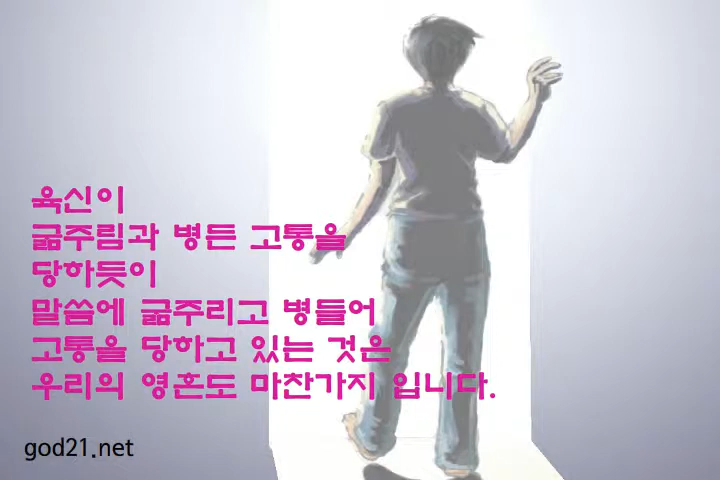 육신이
굶주림과 병든 고통을
당하듯이
말씀에 굶주리고 병들어
고통을 당하고 있는 것은
우리의 영혼도 마찬가지 입니다.
god21.net